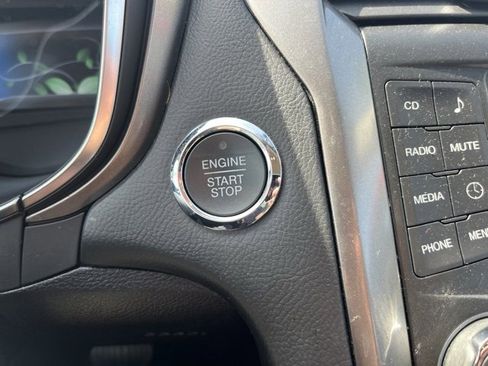 ENGINE
START
STOP
CD
RADIO
MUTE
MÉDIA
PHONE